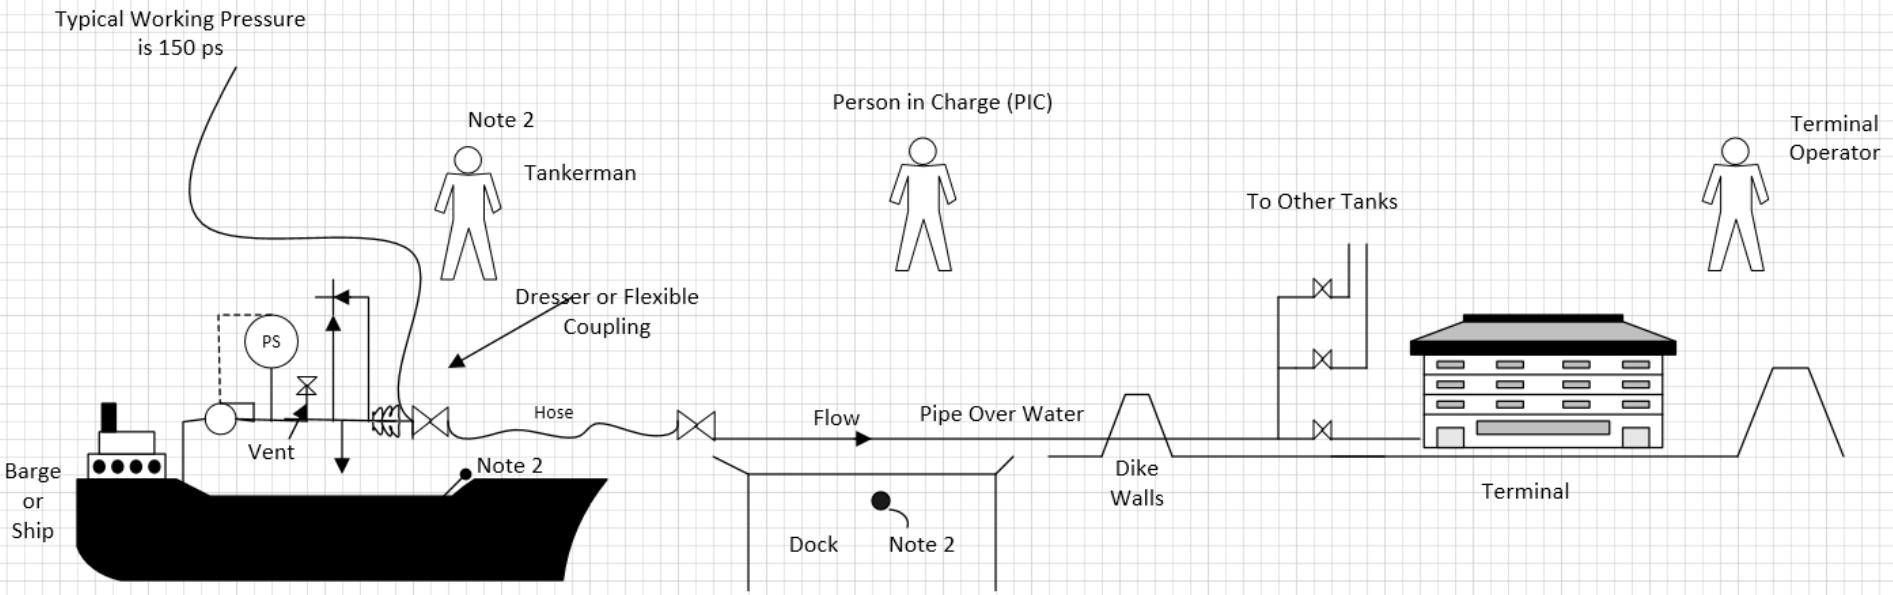 Typical Working Pressure
is 150 ps
Note 2
Tankerman
Person in Charge (PIC)
Terminal
Operator
To Other Tanks
Dresser or Flexible
Coupling
PS
Hose
Flow
Pipe Over Water
Vent
Note 2
Barge
or
Ship
Dike
Walls
Terminal
Dock
Note 2